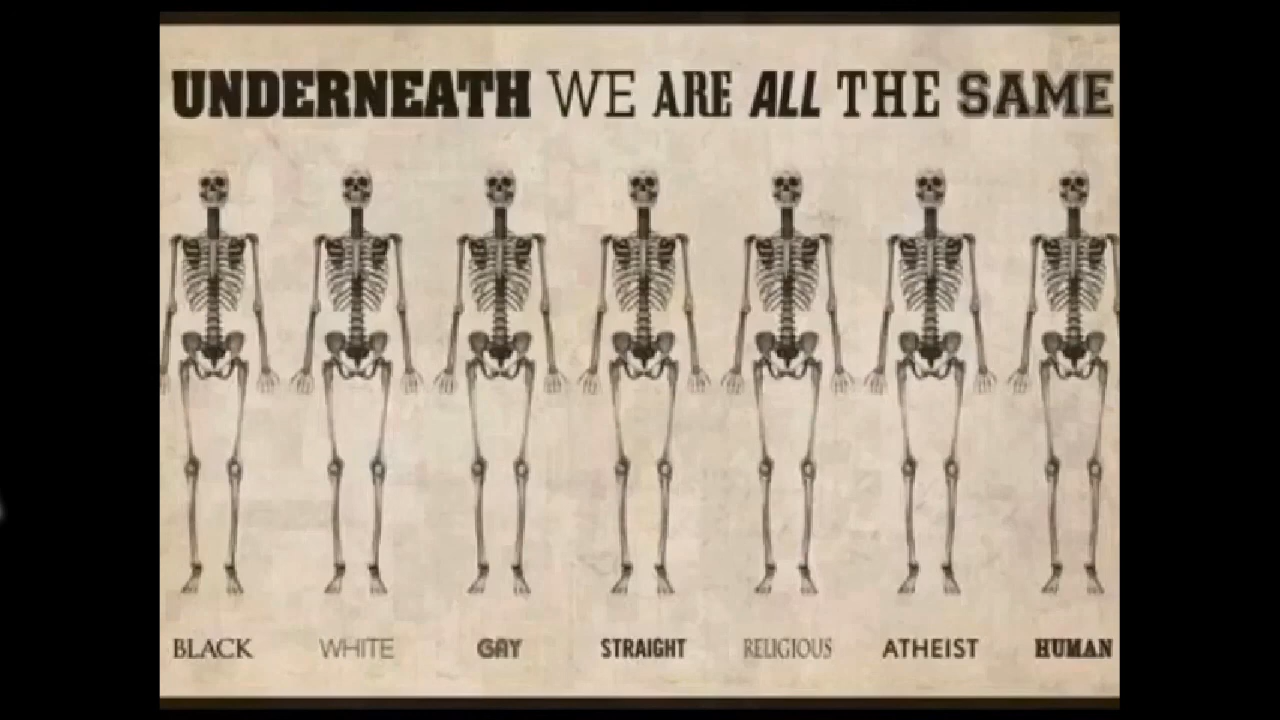 UNDERNEATH WE ARE ALL THE SAME
BLACK WHITE GAY STRAIGHT RELIGIOUS ATHEIST HUMAN